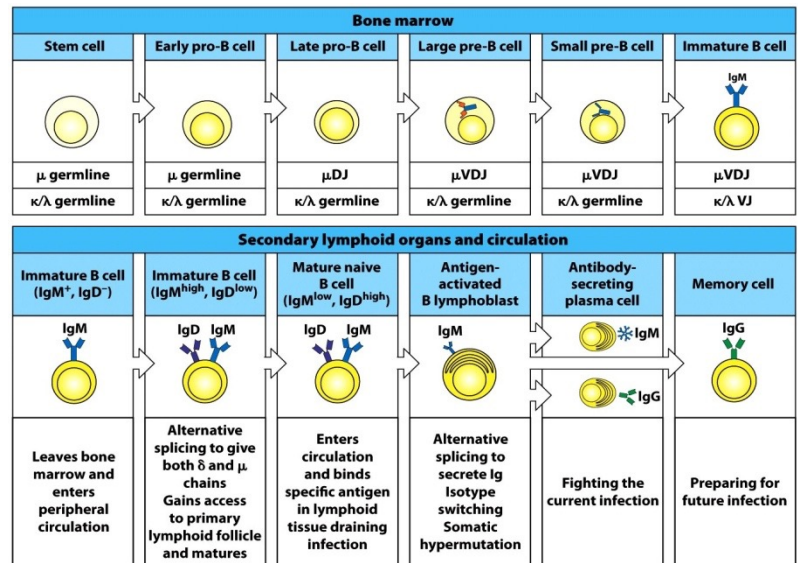 Bone marrow
Stem cell
Early pro-B cell
Late pro-B cell
Large pre-B cell
Small pre-B cell
Immature B cell
IgM
μ germline
μ germline
μDJ
μVDJ
μVDJ
μVDJ
κ/λ germline
κ/λ germline
κ/λ germline
κ/λ germline
κ/λ germline
κ/λ VJ
Secondary lymphoid organs and circulation
Immature B cell
(IgM⁺, IgD⁻)
Immature B cell
(IgMhigh, IgDlow)
Mature naive
B cell
(IgMlow, IgDhigh)
Antigen-
activated
B lymphoblast
Antibody-
secreting
plasma cell
Memory cell
IgM
IgD IgM
IgD IgM
IgM
IgM
IgG
IgG
Leaves bone
marrow and
enters
peripheral
circulation
Alternative
splicing to give
both δ and μ
chains
Gains access
to primary
lymphoid follicle
and matures
Enters
circulation
and binds
specific antigen
in lymphoid
tissue draining
infection
Alternative
splicing to
secrete Ig
Isotype
switching
Somatic
hypermutation
Fighting the
current infection
Preparing for
future infection